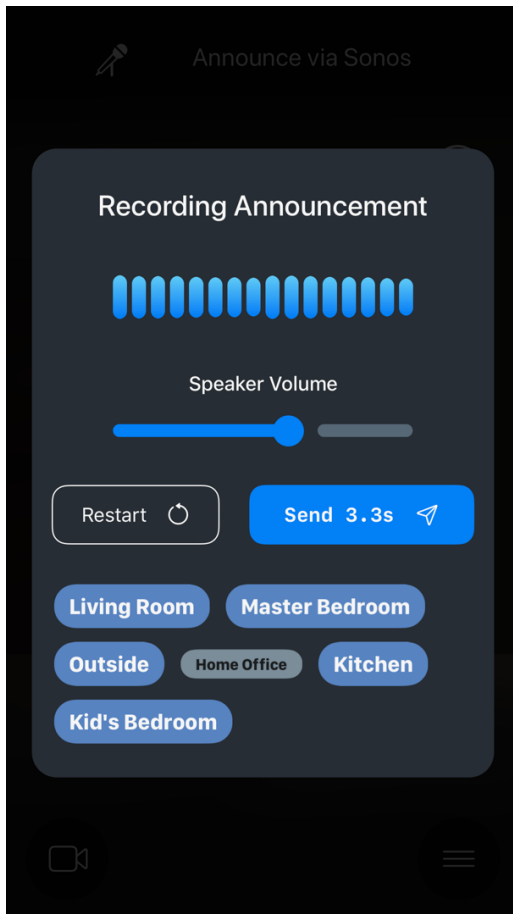 Announce via Sonos
Recording Announcement
Speaker Volume
Restart
Send 3.3s
Living Room
Master Bedroom
Outside
Home Office
Kitchen
Kid's Bedroom